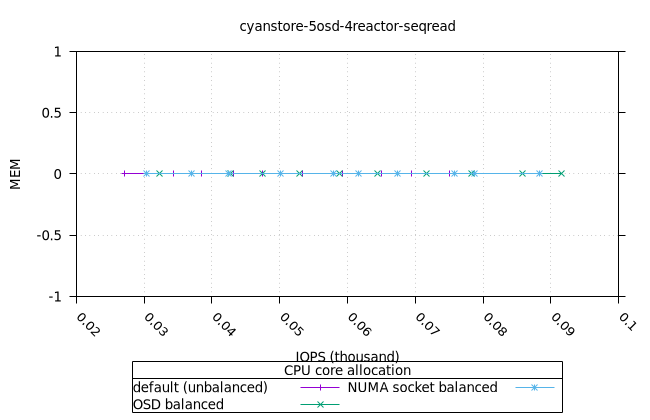 cyanstore-5osd-4reactor-seqread
1
0.5
0
-0.5
-1
MEM
0.02
0.03
0.04
0.05
0.06
0.07
0.08
0.09
0.1
IOPS (thousand)
CPU core allocation
default (unbalanced)
NUMA socket balanced
OSD balanced